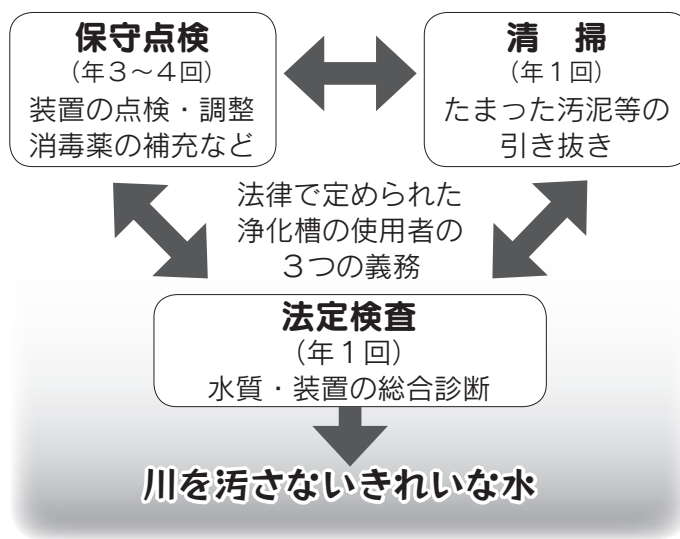 保守点検
（年３～４回）
装置の点検・調整
消毒薬の補充など
清　掃
（年１回）
たまった汚泥等の
引き抜き
法律で定められた
浄化槽の使用者の
３つの義務
法定検査
（年１回）
水質・装置の総合診断
川を汚さないきれいな水